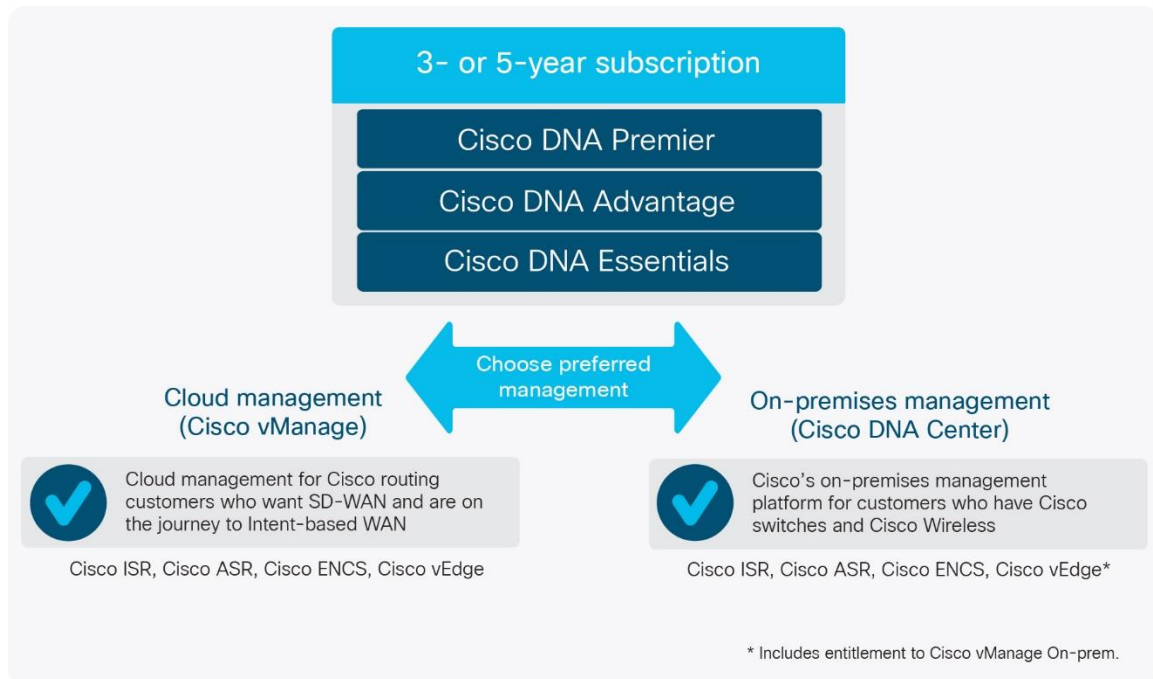 3- or 5-year subscription
Cisco DNA Premier
Cisco DNA Advantage
Cisco DNA Essentials
Choose preferred
management
Cloud management
(Cisco vManage)
Cloud management for Cisco routing
customers who want SD-WAN and are on
the journey to Intent-based WAN
Cisco ISR, Cisco ASR, Cisco ENCS, Cisco vEdge
On-premises management
(Cisco DNA Center)
Cisco's on-premises management
platform for customers who have Cisco
switches and Cisco Wireless
Cisco ISR, Cisco ASR, Cisco ENCS, Cisco vEdge*
* Includes entitlement to Cisco vManage On-prem.